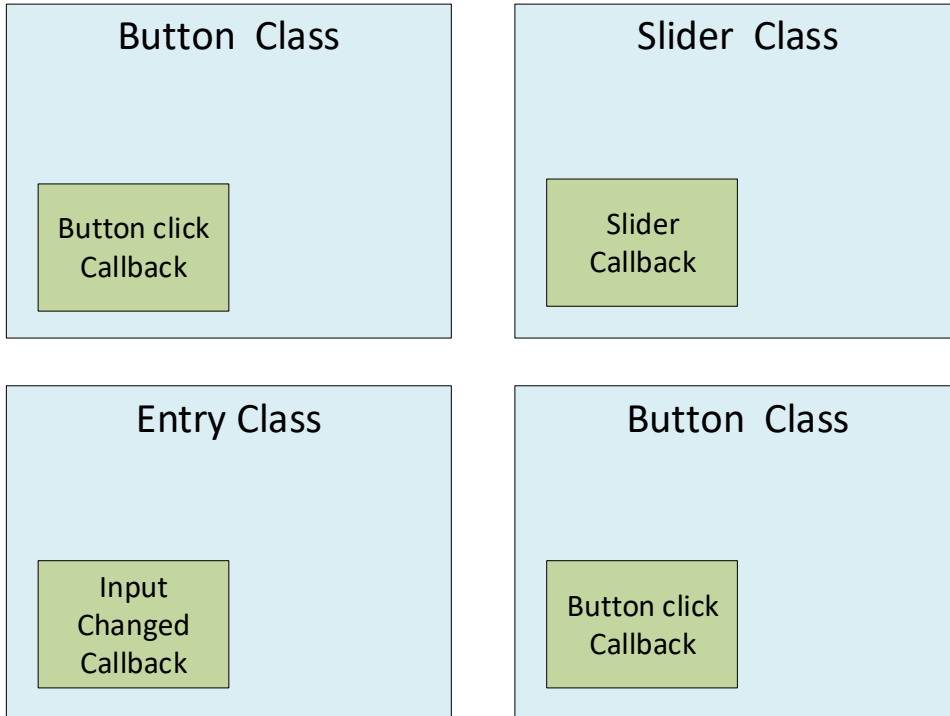 Button Class
Button click
Callback
Slider Class
Slider
Callback
Entry Class
Input
Changed
Callback
Button Class
Button click
Callback